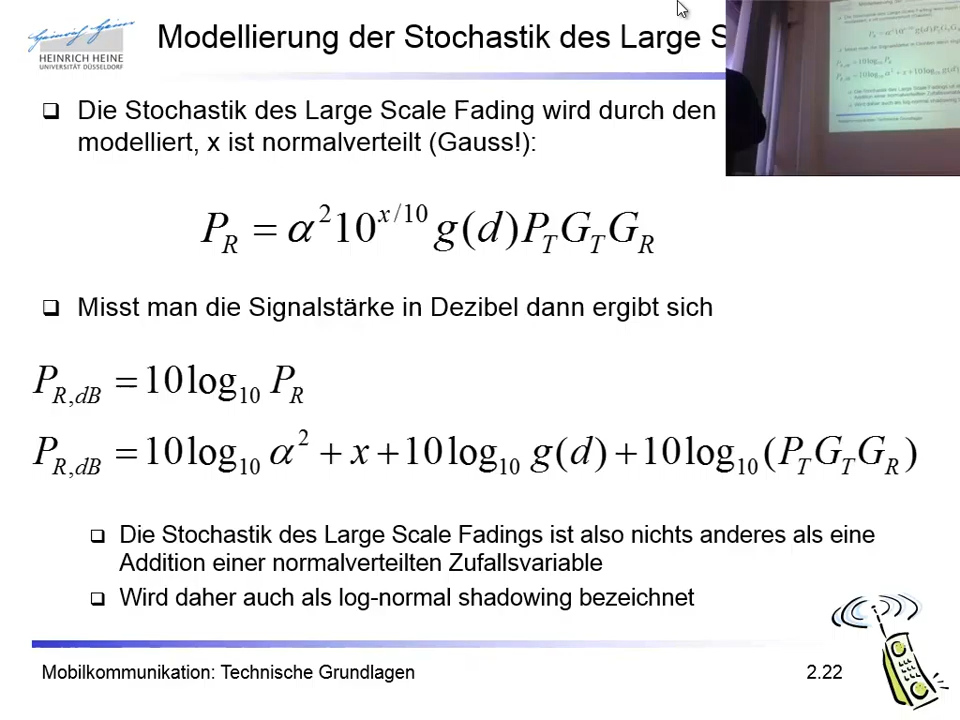 Heinrich Heine
HEINRICH HEINE
UNIVERSITÄT DÜSSELDORF
Modellierung der Stochastik des Large
❑ Die Stochastik des Large Scale Fading wird durch den
modelliert, x ist normalverteilt (Gauss!):
P_R = α² 10^{x/10} g(d) P_T G_T G_R
❑ Misst man die Signalstärke in Dezibel dann ergibt sich
P_{R,dB} = 10 log_{10} P_R
P_{R,dB} = 10 log_{10} α² + x + 10 log_{10} g(d) + 10 log_{10} (P_T G_T G_R)
❑ Die Stochastik des Large Scale Fadings ist also nichts anderes als eine
Addition einer normalverteilten Zufallsvariable
❑ Wird daher auch als log-normal shadowing bezeichnet
Mobilkommunikation: Technische Grundlagen
2.22